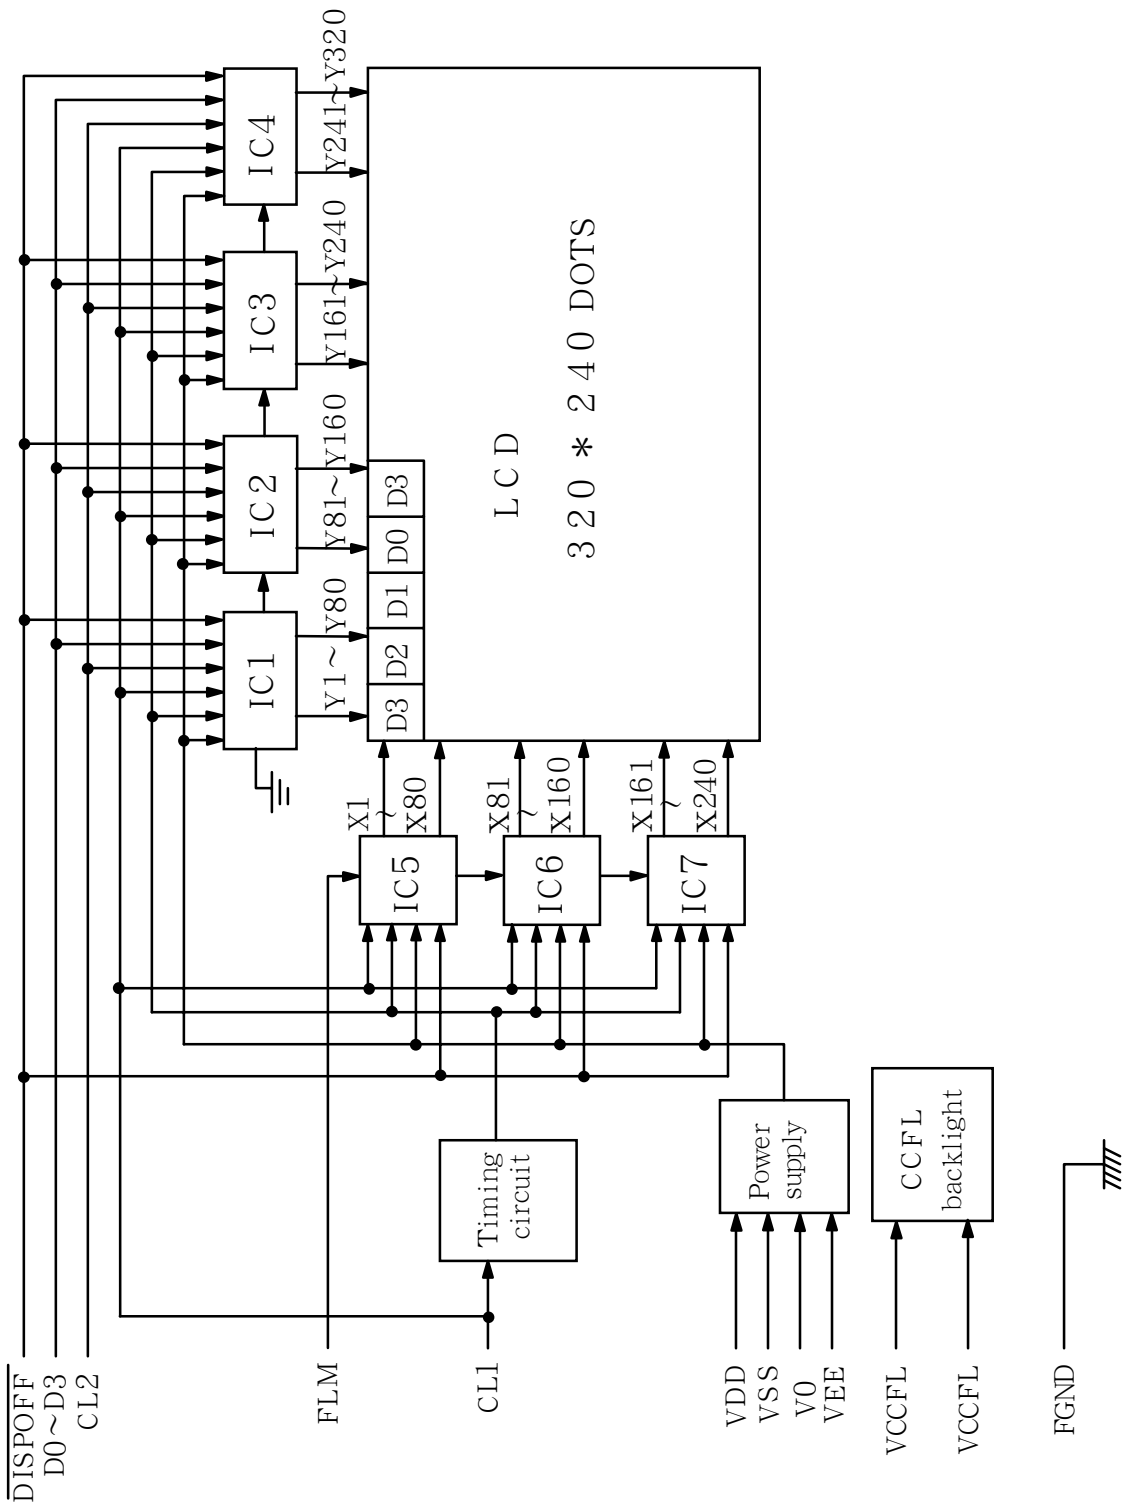 DISPOFF
D0~D3
CL2
FLM
CL1
VDD
VSS
V0
VEE
VCCFL
VCCFL
FGND
Timing
circuit
Power
supply
CCFL
backlight
IC5
IC6
IC7
X1
~
X80
X81
~
X160
X161
~
X240
IC1
IC2
IC3
IC4
Y1~Y80
Y81~Y160
Y161~Y240
Y241~Y320
D3 D2 D1 D0 D3
LCD
320*240 DOTS